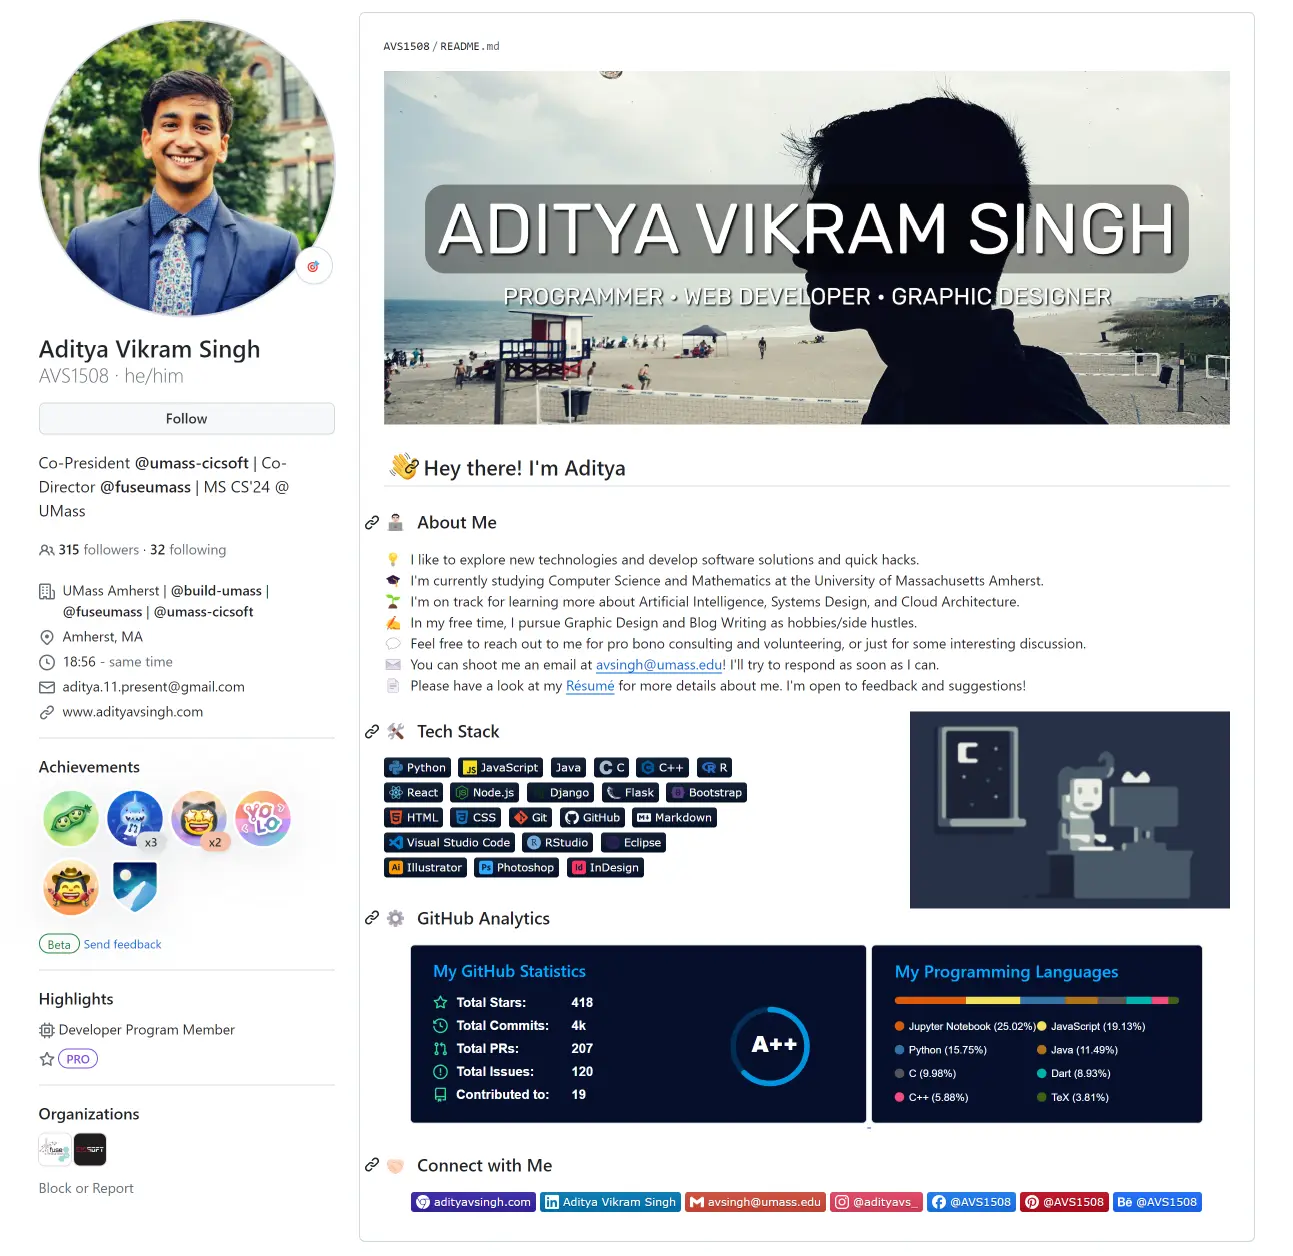 Aditya Vikram Singh
AVS1508 · he/him
Follow
Co-President @umass-cicsoft | Co-
Director @fuseumass | MS CS'24 @
UMass
315 followers · 32 following
UMass Amherst | @build-umass |
@fuseumass | @umass-cicsoft
Amherst, MA
18:56 - same time
aditya.11.present@gmail.com
www.adityavsingh.com
Achievements
x3
x2
YOLO
Beta Send feedback
Highlights
Developer Program Member
PRO
Organizations
fuse
Block or Report
AVS1508 / README.md
ADITYA VIKRAM SINGH
PROGRAMMER • WEB DEVELOPER • GRAPHIC DESIGNER
👋 Hey there! I'm Aditya
About Me
I like to explore new technologies and develop software solutions and quick hacks.
I'm currently studying Computer Science and Mathematics at the University of Massachusetts Amherst.
I'm on track for learning more about Artificial Intelligence, Systems Design, and Cloud Architecture.
In my free time, I pursue Graphic Design and Blog Writing as hobbies/side hustles.
Feel free to reach out to me for pro bono consulting and volunteering, or just for some interesting discussion.
You can shoot me an email at avsingh@umass.edu! I'll try to respond as soon as I can.
Please have a look at my Résumé for more details about me. I'm open to feedback and suggestions!
Tech Stack
Python JavaScript Java C C++ R
React Node.js Django Flask Bootstrap
HTML CSS Git GitHub Markdown
Visual Studio Code RStudio Eclipse
Illustrator Photoshop InDesign
GitHub Analytics
My GitHub Statistics
Total Stars: 418
Total Commits: 4k
Total PRs: 207
Total Issues: 120
Contributed to: 19
A++
My Programming Languages
Jupyter Notebook (25.02%) JavaScript (19.13%)
Python (15.75%) Java (11.49%)
C (9.98%) Dart (8.93%)
C++ (5.88%) TeX (3.81%)
Connect with Me
adityavsingh.com Aditya Vikram Singh avsingh@umass.edu @adityavs_ @AVS1508 @AVS1508 @AVS1508